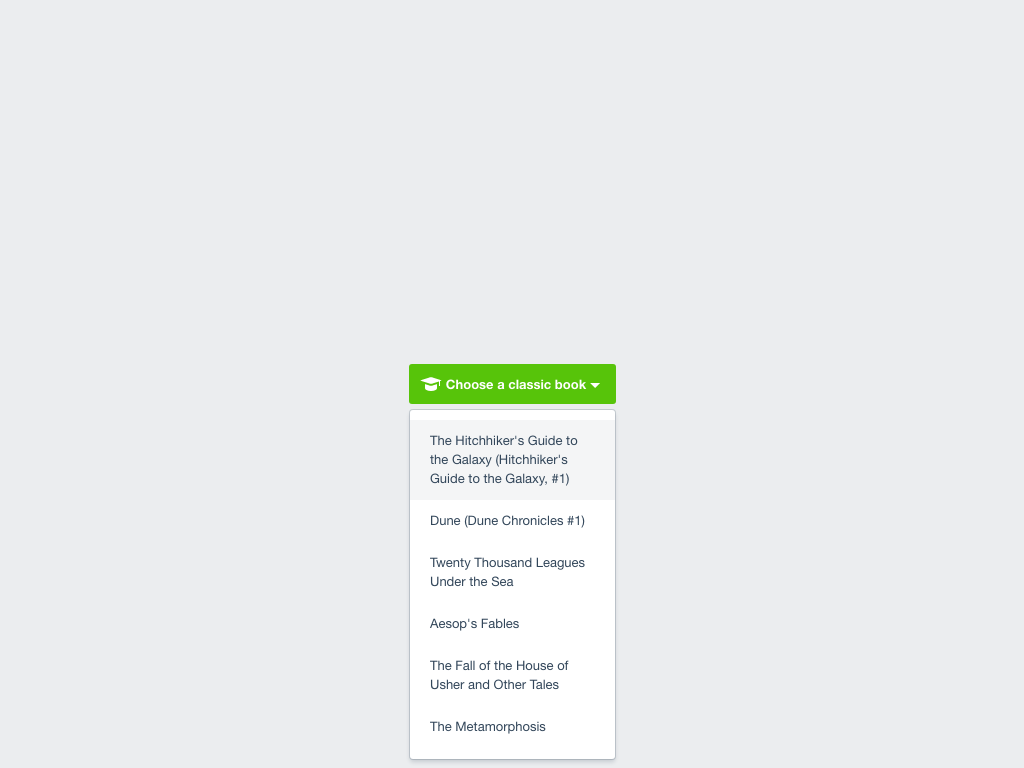 Choose a classic book
The Hitchhiker's Guide to
the Galaxy (Hitchhiker's
Guide to the Galaxy, #1)
Dune (Dune Chronicles #1)
Twenty Thousand Leagues
Under the Sea
Aesop's Fables
The Fall of the House of
Usher and Other Tales
The Metamorphosis